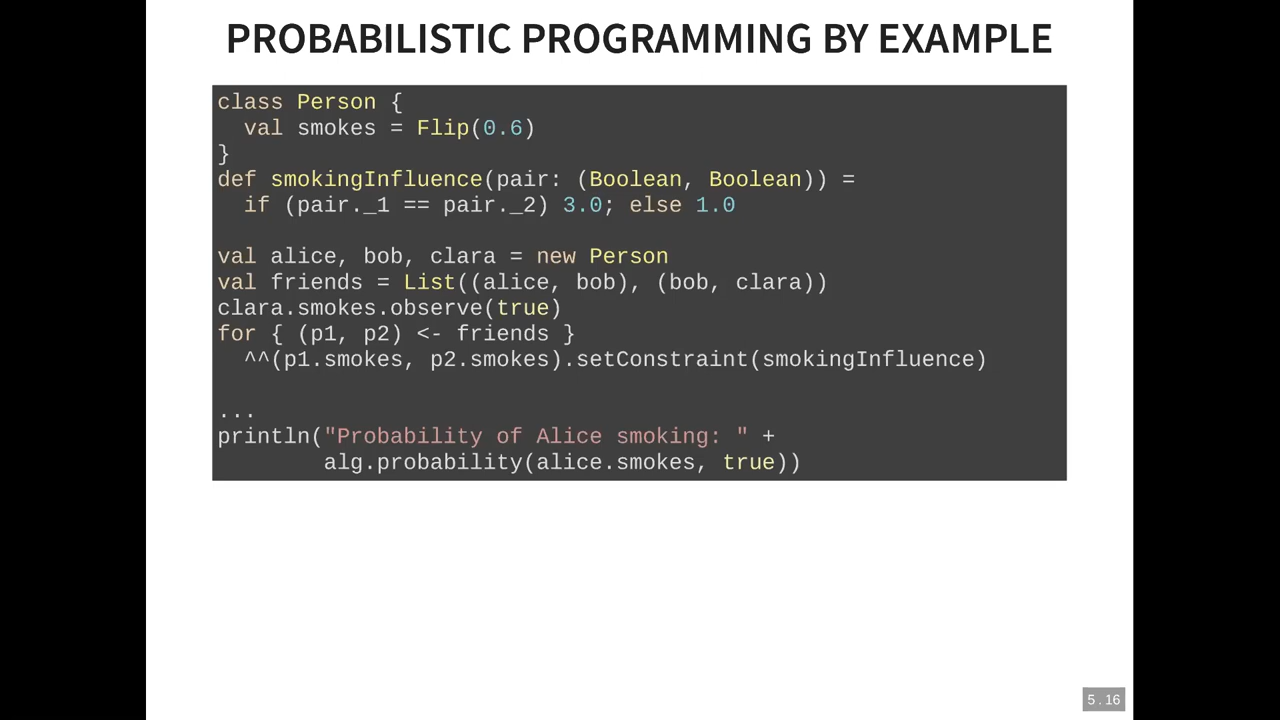 PROBABILISTIC PROGRAMMING BY EXAMPLE
class Person {
  val smokes = Flip(0.6)
}
def smokingInfluence(pair: (Boolean, Boolean)) =
  if (pair._1 == pair._2) 3.0; else 1.0
val alice, bob, clara = new Person
val friends = List((alice, bob), (bob, clara))
clara.smokes.observe(true)
for { (p1, p2) <- friends }
  ^^(p1.smokes, p2.smokes).setConstraint(smokingInfluence)
...
println("Probability of Alice smoking: " +
        alg.probability(alice.smokes, true))
5 . 16